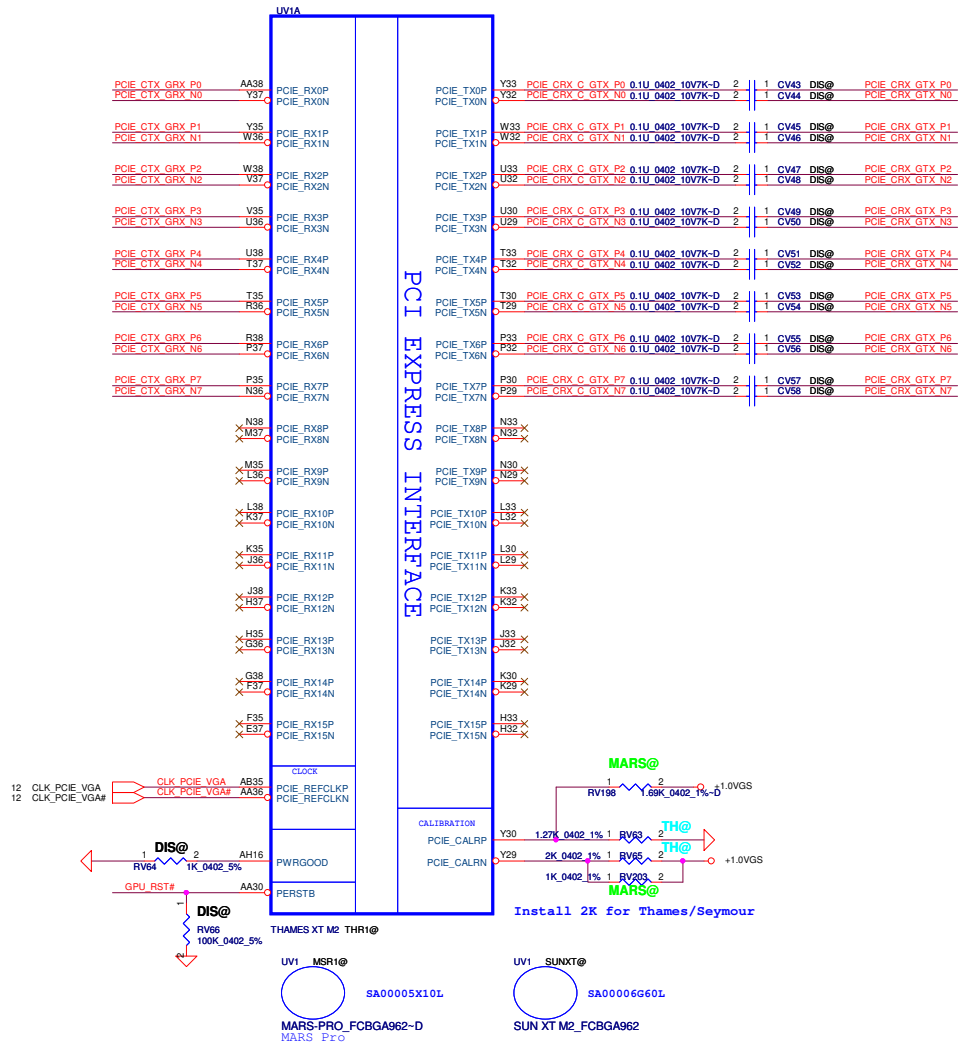 UV1A
PCIE_CTX_GRX_P0 AA38 PCIE_RX0P PCIE_TX0P Y33 PCIE_CRX_C_GTX_P0 0.1U_0402_10V7K~D 2 1 CV43 DIS@ PCIE_CRX_GTX_P0
PCIE_CTX_GRX_N0 Y37 PCIE_RX0N PCIE_TX0N Y32 PCIE_CRX_C_GTX_N0 0.1U_0402_10V7K~D 2 1 CV44 DIS@ PCIE_CRX_GTX_N0
PCIE_CTX_GRX_P1 Y35 PCIE_RX1P PCIE_TX1P W33 PCIE_CRX_C_GTX_P1 0.1U_0402_10V7K~D 2 1 CV45 DIS@ PCIE_CRX_GTX_P1
PCIE_CTX_GRX_N1 W36 PCIE_RX1N PCIE_TX1N W32 PCIE_CRX_C_GTX_N1 0.1U_0402_10V7K~D 2 1 CV46 DIS@ PCIE_CRX_GTX_N1
PCIE_CTX_GRX_P2 W38 PCIE_RX2P PCIE_TX2P U33 PCIE_CRX_C_GTX_P2 0.1U_0402_10V7K~D 2 1 CV47 DIS@ PCIE_CRX_GTX_P2
PCIE_CTX_GRX_N2 V37 PCIE_RX2N PCIE_TX2N U32 PCIE_CRX_C_GTX_N2 0.1U_0402_10V7K~D 2 1 CV48 DIS@ PCIE_CRX_GTX_N2
PCIE_CTX_GRX_P3 V35 PCIE_RX3P PCIE_TX3P U30 PCIE_CRX_C_GTX_P3 0.1U_0402_10V7K~D 2 1 CV49 DIS@ PCIE_CRX_GTX_P3
PCIE_CTX_GRX_N3 U36 PCIE_RX3N PCIE_TX3N U29 PCIE_CRX_C_GTX_N3 0.1U_0402_10V7K~D 2 1 CV50 DIS@ PCIE_CRX_GTX_N3
PCIE_CTX_GRX_P4 U38 PCIE_RX4P PCIE_TX4P T33 PCIE_CRX_C_GTX_P4 0.1U_0402_10V7K~D 2 1 CV51 DIS@ PCIE_CRX_GTX_P4
PCIE_CTX_GRX_N4 T37 PCIE_RX4N PCIE_TX4N T32 PCIE_CRX_C_GTX_N4 0.1U_0402_10V7K~D 2 1 CV52 DIS@ PCIE_CRX_GTX_N4
PCIE_CTX_GRX_P5 T35 PCIE_RX5P PCIE_TX5P T30 PCIE_CRX_C_GTX_P5 0.1U_0402_10V7K~D 2 1 CV53 DIS@ PCIE_CRX_GTX_P5
PCIE_CTX_GRX_N5 R36 PCIE_RX5N PCIE_TX5N T29 PCIE_CRX_C_GTX_N5 0.1U_0402_10V7K~D 2 1 CV54 DIS@ PCIE_CRX_GTX_N5
PCIE_CTX_GRX_P6 R38 PCIE_RX6P PCIE_TX6P P33 PCIE_CRX_C_GTX_P6 0.1U_0402_10V7K~D 2 1 CV55 DIS@ PCIE_CRX_GTX_P6
PCIE_CTX_GRX_N6 P37 PCIE_RX6N PCIE_TX6N P32 PCIE_CRX_C_GTX_N6 0.1U_0402_10V7K~D 2 1 CV56 DIS@ PCIE_CRX_GTX_N6
PCIE_CTX_GRX_P7 P35 PCIE_RX7P PCIE_TX7P P30 PCIE_CRX_C_GTX_P7 0.1U_0402_10V7K~D 2 1 CV57 DIS@ PCIE_CRX_GTX_P7
PCIE_CTX_GRX_N7 N36 PCIE_RX7N PCIE_TX7N P29 PCIE_CRX_C_GTX_N7 0.1U_0402_10V7K~D 2 1 CV58 DIS@ PCIE_CRX_GTX_N7
PCI EXPRESS INTERFACE
N38 PCIE_RX8P PCIE_TX8P N33
M37 PCIE_RX8N PCIE_TX8N N32
M35 PCIE_RX9P PCIE_TX9P N30
L36 PCIE_RX9N PCIE_TX9N N29
L38 PCIE_RX10P PCIE_TX10P L33
K37 PCIE_RX10N PCIE_TX10N L32
K35 PCIE_RX11P PCIE_TX11P L30
J36 PCIE_RX11N PCIE_TX11N L29
J38 PCIE_RX12P PCIE_TX12P K33
H37 PCIE_RX12N PCIE_TX12N K32
H35 PCIE_RX13P PCIE_TX13P J33
G36 PCIE_RX13N PCIE_TX13N J32
G38 PCIE_RX14P PCIE_TX14P K30
F37 PCIE_RX14N PCIE_TX14N K29
F35 PCIE_RX15P PCIE_TX15P H33
E37 PCIE_RX15N PCIE_TX15N H32
CLOCK
12 CLK_PCIE_VGA CLK_PCIE_VGA AB35 PCIE_REFCLKP
12 CLK_PCIE_VGA# CLK_PCIE_VGA# AA36 PCIE_REFCLKN
MARS@
1 2 +1.0VGS
RV198 1.69K_0402_1%~D
CALIBRATION
TH@
PCIE_CALRP Y30 1.27K_0402_1% 1 RV63 2
TH@
PCIE_CALRN Y29 2K_0402_1% 1 RV65 2 +1.0VGS
1K_0402_1% 1 RV203 2
MARS@
Install 2K for Thames/Seymour
DIS@
1 2 AH16 PWRGOOD
RV64 1K_0402_5%
GPU_RST# AA30 PERSTB
1 DIS@
RV66
100K_0402_5%
2
THAMES XT M2 THR1@
UV1 MSR1@
SA00005X10L
MARS-PRO_FCBGA962~D
MARS Pro
UV1 SUNXT@
SA00006G60L
SUN XT M2_FCBGA962